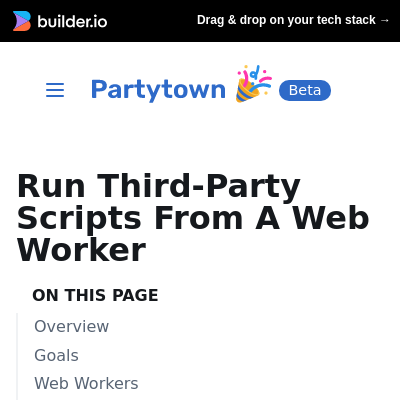 builder.io
Drag & drop on your tech stack →
Partytown
Beta
Run Third-Party
Scripts From A Web
Worker
ON THIS PAGE
Overview
Goals
Web Workers